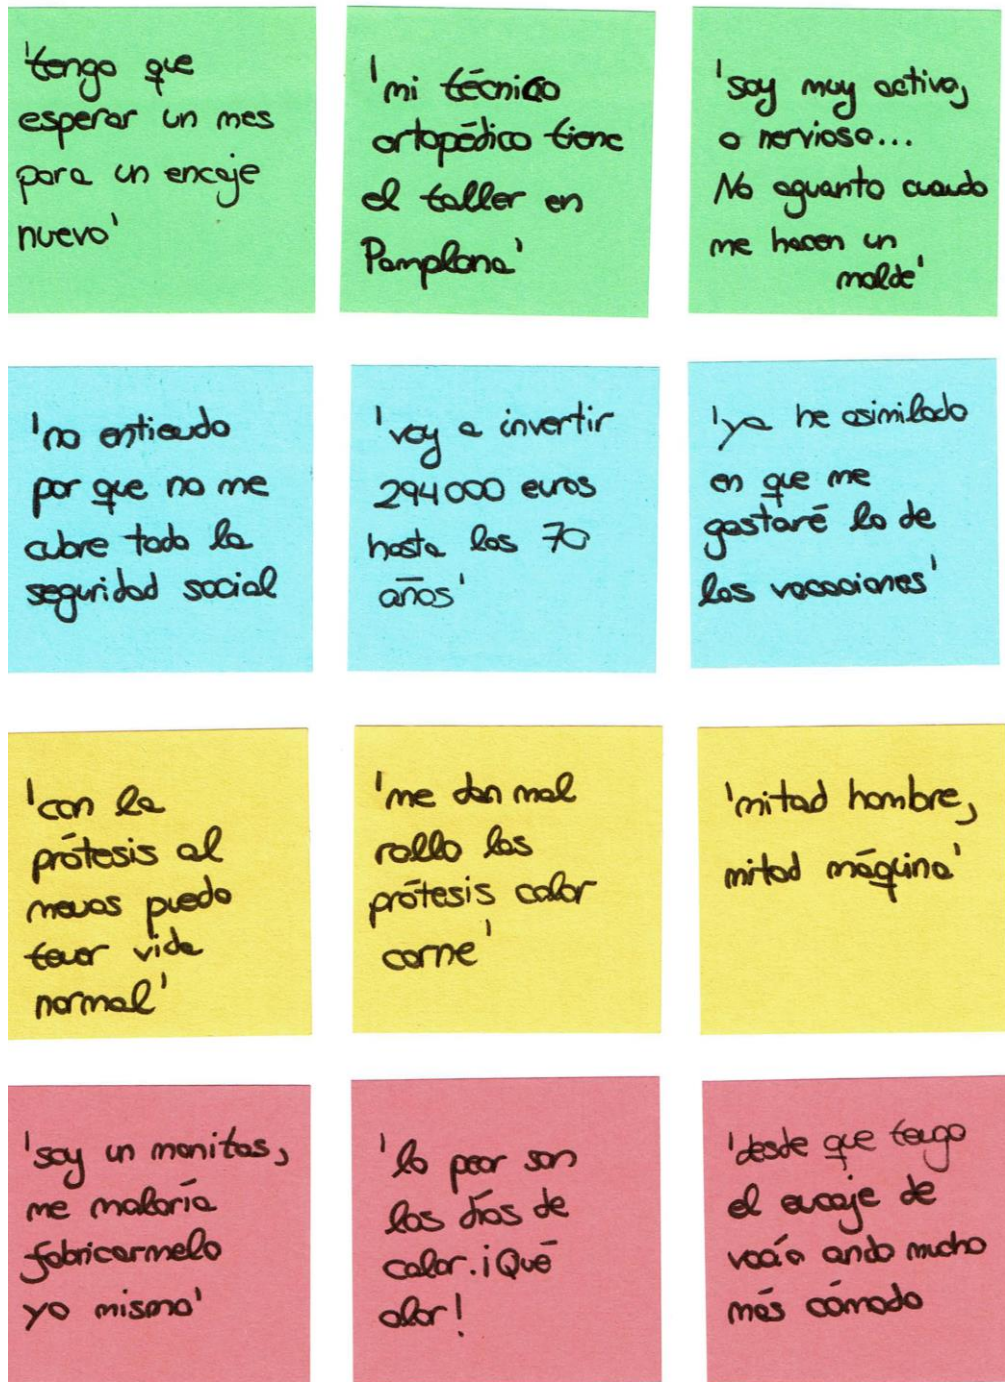 'tengo que
esperar un mes
para un encaje
nuevo'
'mi técnico
ortopédico tiene
el taller en
Pamplona'
'soy muy activo,
o nervioso...
No aguanto cuando
me hacen un
molde'
'no entiendo
por que no me
cubre todo la
seguridad social
'voy a invertir
294000 euros
hasta los 70
años'
'ya he asimilado
en que me
gastaré lo de
las vacaciones'
'con la
prótesis al
menos puedo
tener vida
normal'
'me dan mal
rollo las
prótesis color
carne'
'mitad hombre,
mitad máquina'
'soy un manitas,
me molaría
fabricarmelo
yo mismo'
'lo peor son
los días de
calor. ¡Qué
olor!
'desde que tengo
el encaje de
vacío ando mucho
más cómodo